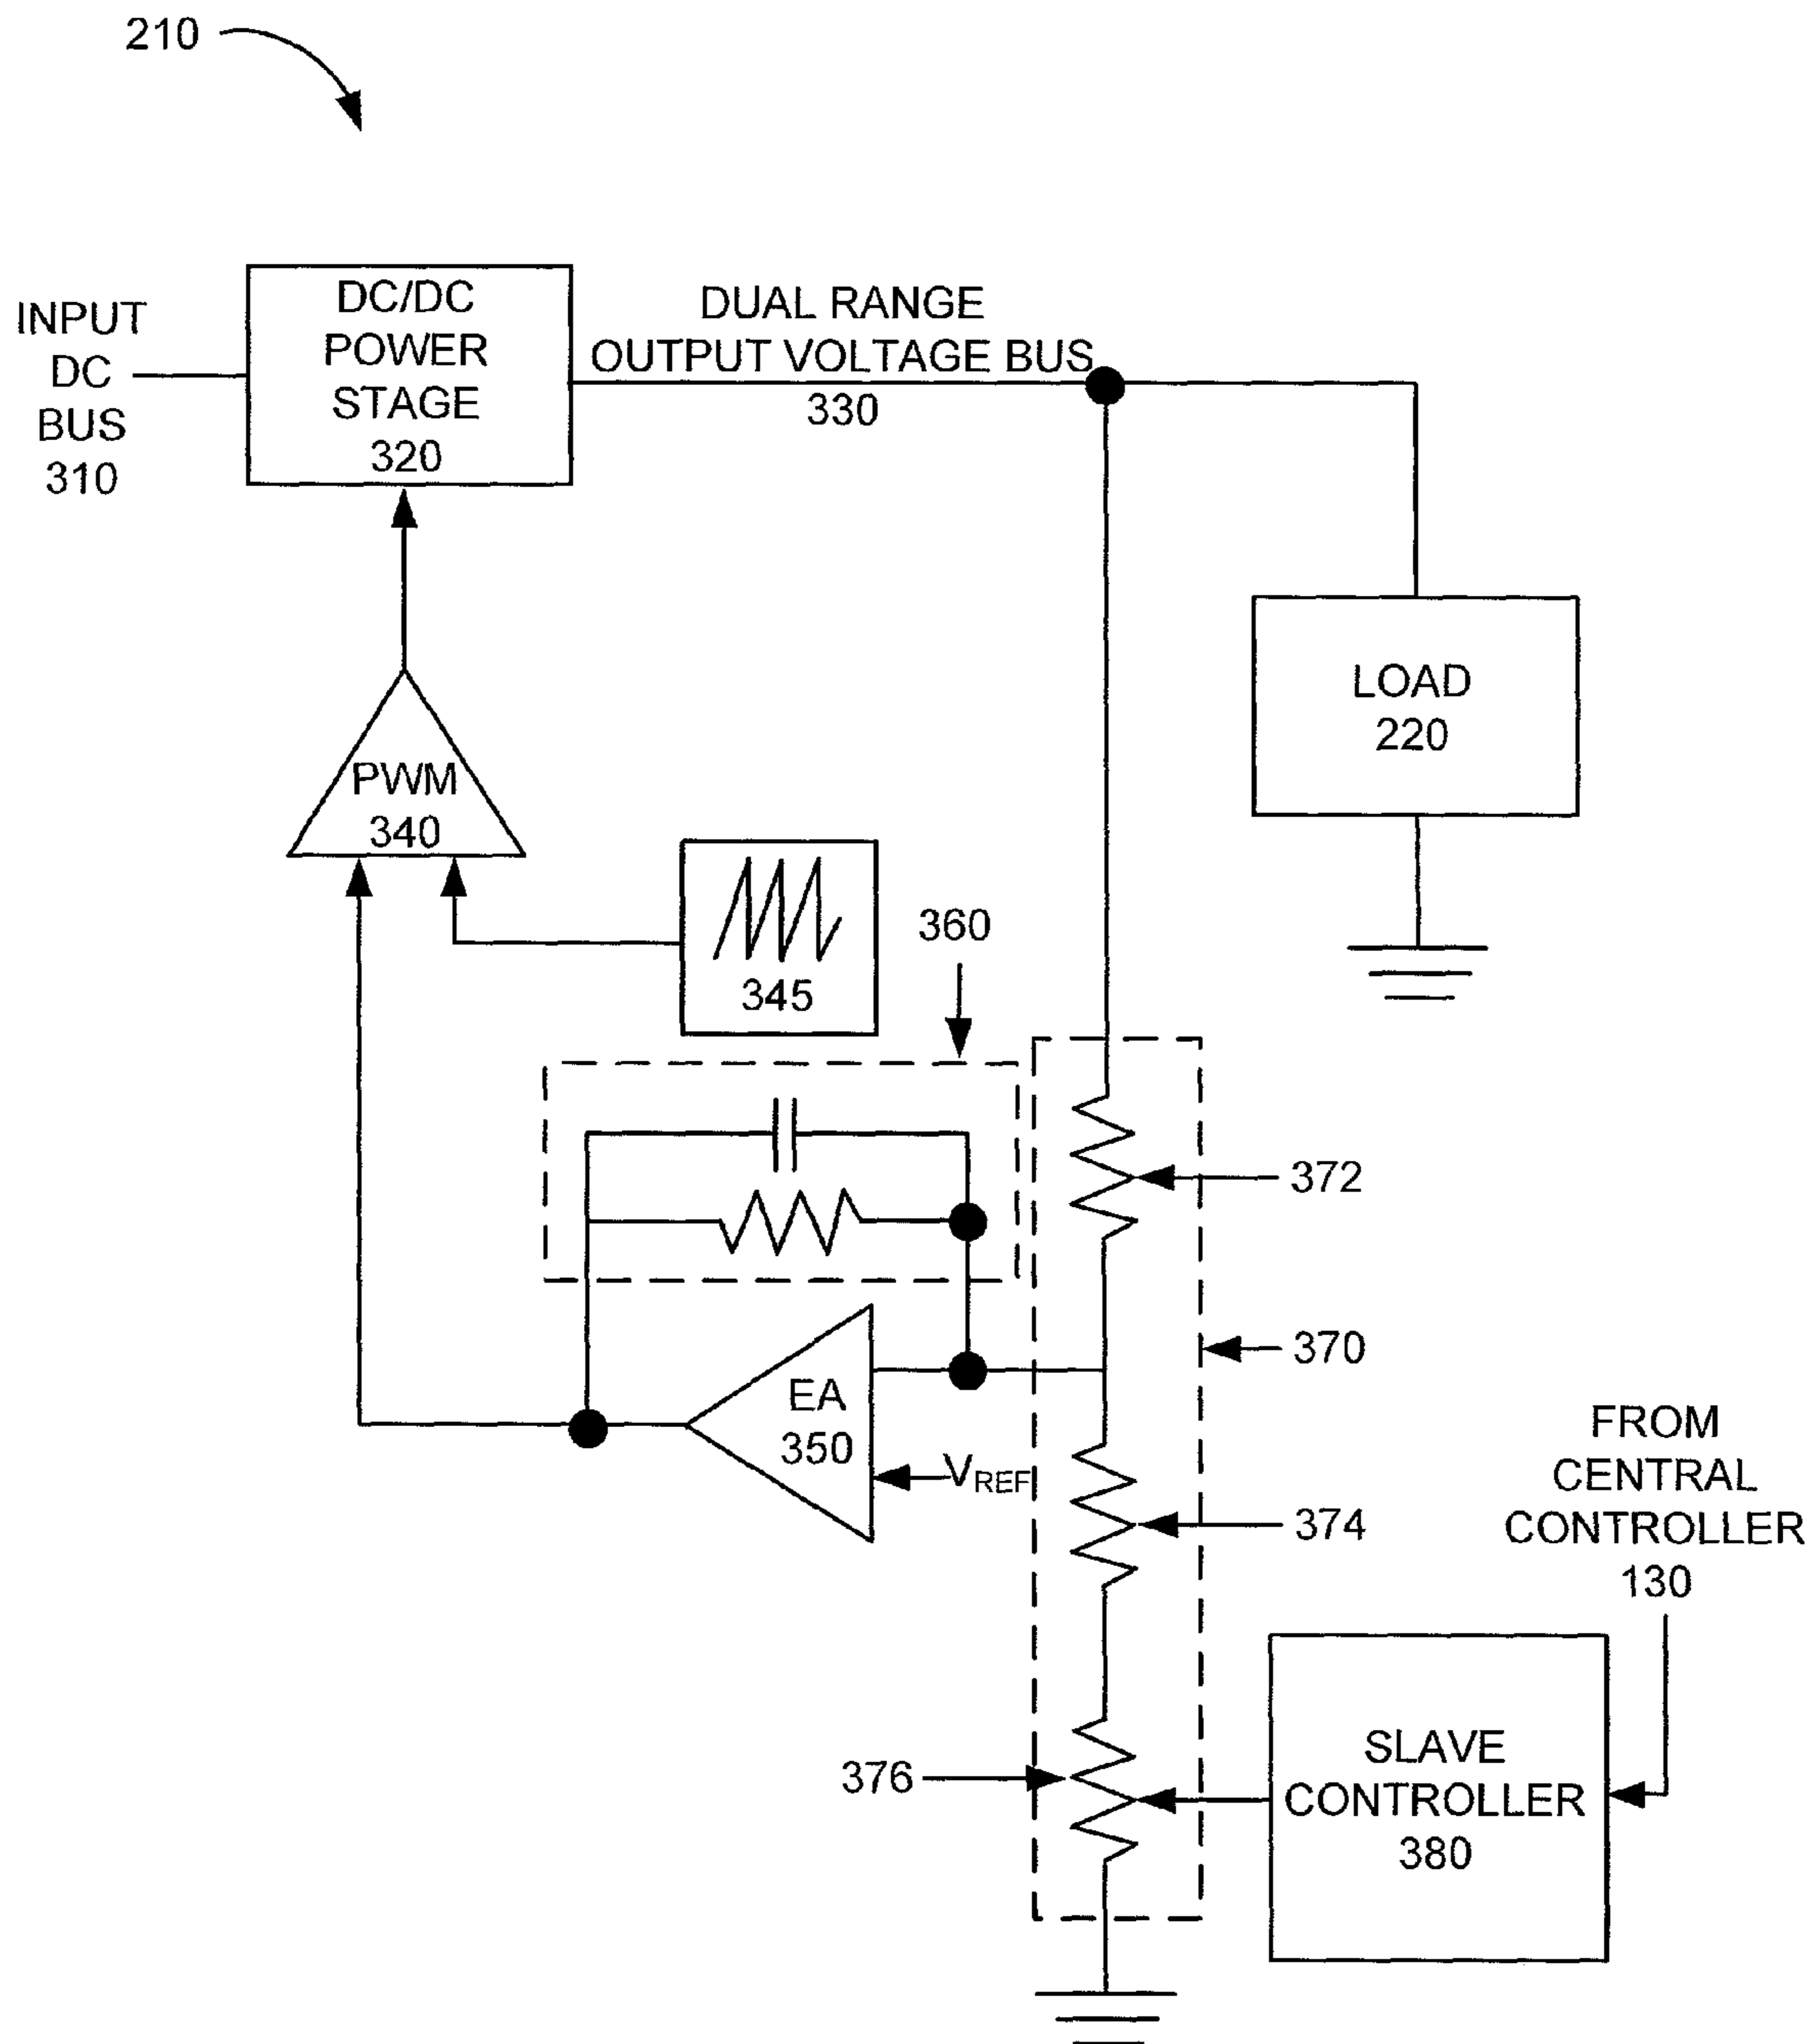 210
INPUT
DC
BUS
310
DC/DC
POWER
STAGE
320
DUAL RANGE
OUTPUT VOLTAGE BUS
330
LOAD
220
PWM
340
345
360
372
370
EA
350
VREF
374
FROM
CENTRAL
CONTROLLER
130
376
SLAVE
CONTROLLER
380